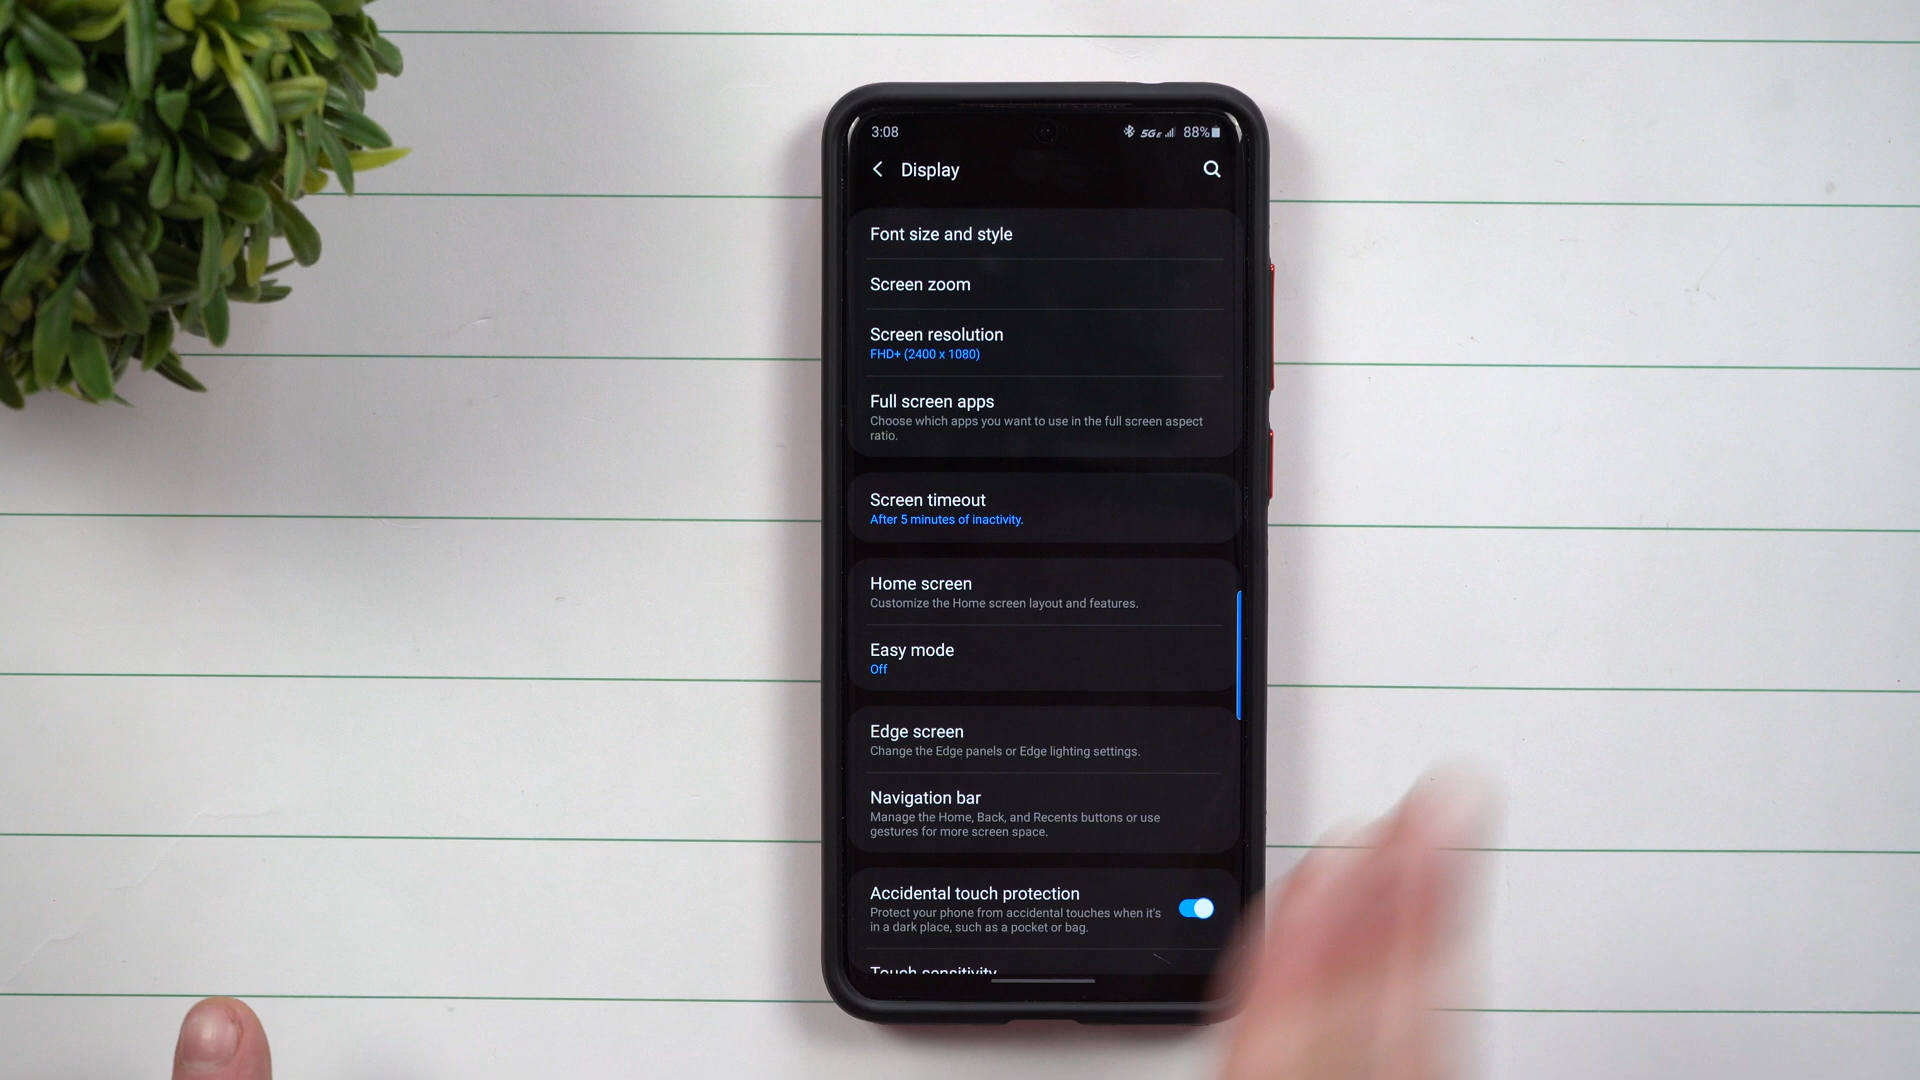 3:08
5GE 88%
Display
Font size and style
Screen zoom
Screen resolution
FHD+ (2400 x 1080)
Full screen apps
Choose which apps you want to use in the full screen aspect
ratio.
Screen timeout
After 5 minutes of inactivity.
Home screen
Customize the Home screen layout and features.
Easy mode
Off
Edge screen
Change the Edge panels or Edge lighting settings.
Navigation bar
Manage the Home, Back, and Recents buttons or use
gestures for more screen space.
Accidental touch protection
Protect your phone from accidental touches when it's
in a dark place, such as a pocket or bag.
Touch sensitivity